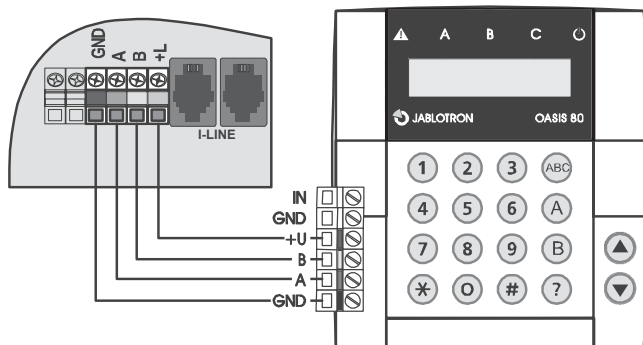 GND A B +L
I-LINE
A B C
JABLOTRON OASIS 80
1 2 3 ABC
4 5 6 A
7 8 9 B
* 0 # ?
IN
GND
+U
B
A
GND